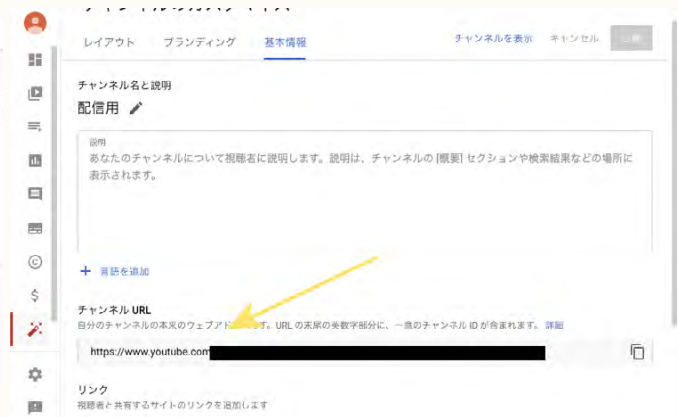 レイアウト
ブランディング
基本情報
チャンネルを表示
キャンセル
チャンネル名と説明
配信用
説明
あなたのチャンネルについて視聴者に説明します。説明は、チャンネルの [概要] セクションや検索結果などの場所に
表示されます。
+ 言語を追加
チャンネル URL
自分のチャンネルの本来のウェブアド す。URL の末尾の英数字部分に、一意のチャンネル ID が含まれます。 詳細
https://www.youtube.com
リンク
視聴者と共有するサイトのリンクを追加します